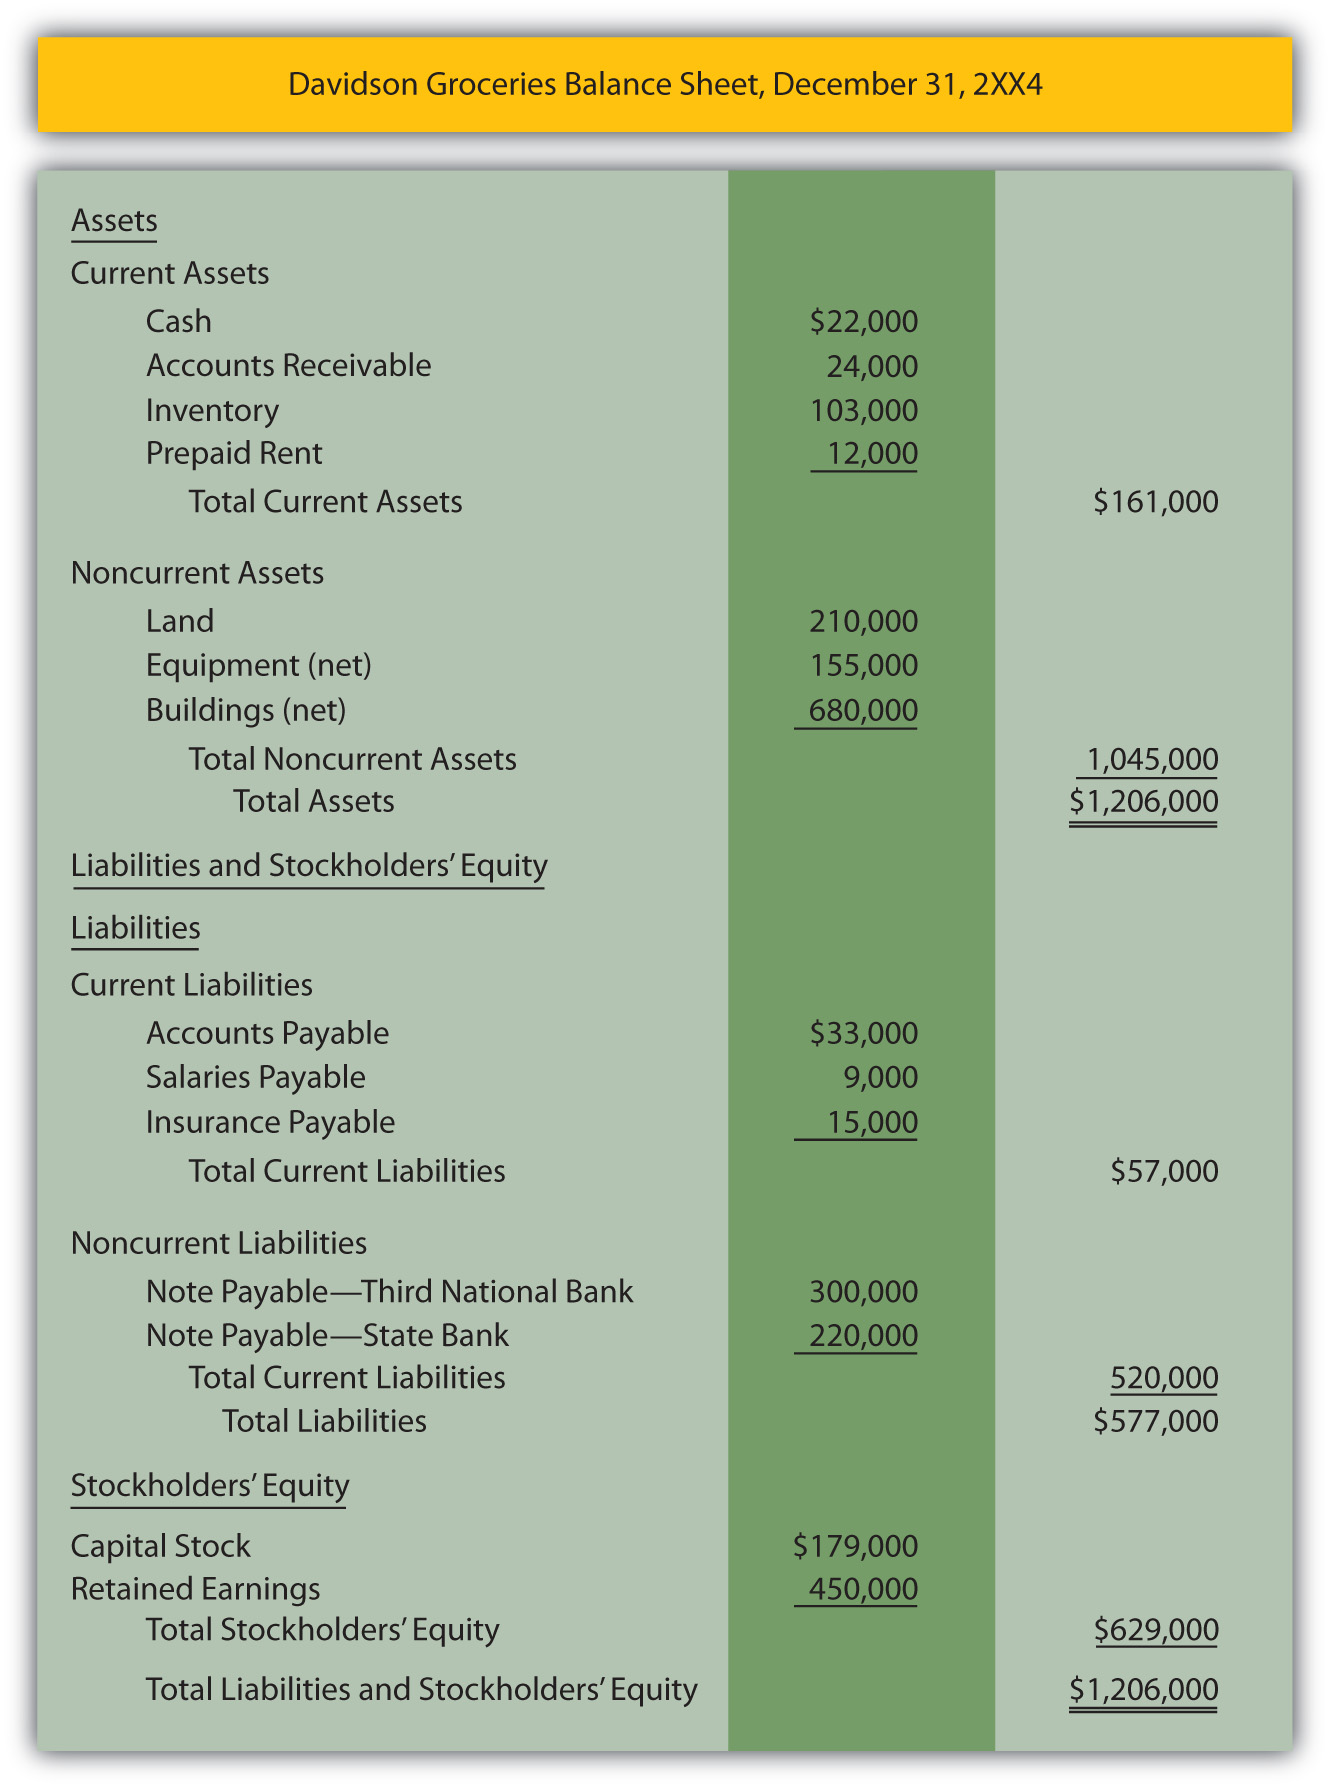 Davidson Groceries Balance Sheet, December 31, 2XX4
Assets
Current Assets
Cash $22,000
Accounts Receivable 24,000
Inventory 103,000
Prepaid Rent 12,000
Total Current Assets $161,000
Noncurrent Assets
Land 210,000
Equipment (net) 155,000
Buildings (net) 680,000
Total Noncurrent Assets 1,045,000
Total Assets $1,206,000
Liabilities and Stockholders’ Equity
Liabilities
Current Liabilities
Accounts Payable $33,000
Salaries Payable 9,000
Insurance Payable 15,000
Total Current Liabilities $57,000
Noncurrent Liabilities
Note Payable—Third National Bank 300,000
Note Payable—State Bank 220,000
Total Current Liabilities 520,000
Total Liabilities $577,000
Stockholders’ Equity
Capital Stock $179,000
Retained Earnings 450,000
Total Stockholders’ Equity $629,000
Total Liabilities and Stockholders’ Equity $1,206,000